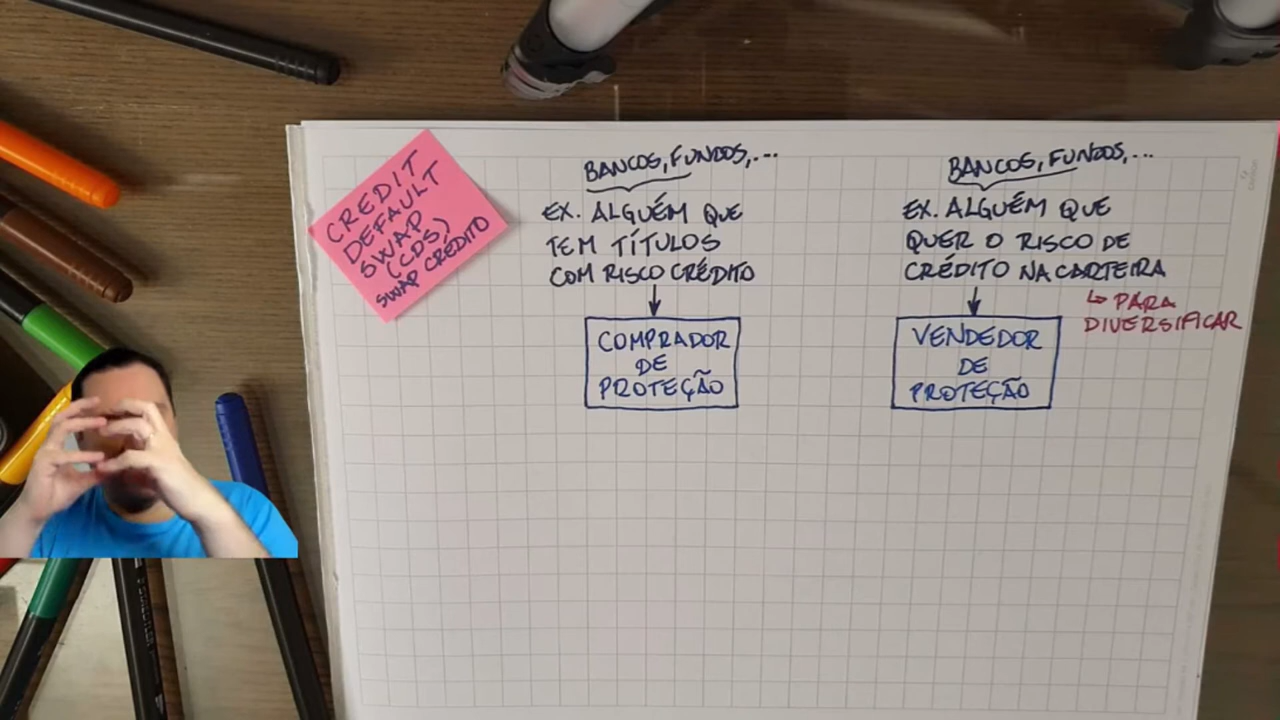 CREDIT
DEFAULT
SWAP
(CDS)
SWAP CRÉDITO
BANCOS, FUNDOS,...
EX. ALGUÉM QUE
TEM TÍTULOS
COM RISCO CRÉDITO
COMPRADOR
DE
PROTEÇÃO
BANCOS, FUNDOS,...
EX. ALGUÉM QUE
QUER O RISCO DE
CRÉDITO NA CARTEIRA
↳ PARA
DIVERSIFICAR
VENDEDOR
DE
PROTEÇÃO